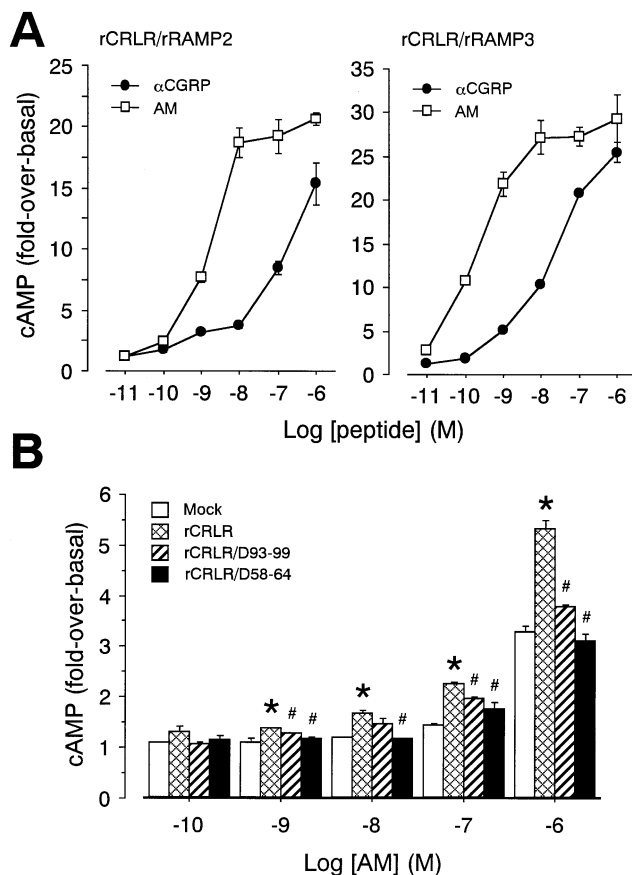 A
rCRLR/rRAMP2
rCRLR/rRAMP3
cAMP (fold-over-basal)
25
20
15
10
5
0
αCGRP
AM
-11 -10 -9 -8 -7 -6
35
30
25
20
15
10
5
0
αCGRP
AM
-11 -10 -9 -8 -7 -6
Log [peptide] (M)
B
cAMP (fold-over-basal)
6
5
4
3
2
1
0
Mock
rCRLR
rCRLR/D93-99
rCRLR/D58-64
* # #
* #
* # #
* # #
-10 -9 -8 -7 -6
Log [AM] (M)